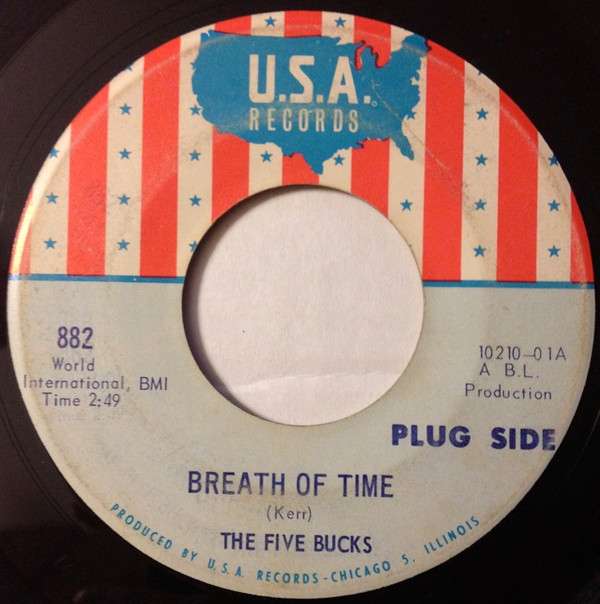 U.S.A.
RECORDS
882
World
International, BMI
Time 2:49
10210-01A
A B.L.
Production
PLUG SIDE
BREATH OF TIME
(Kerr)
THE FIVE BUCKS
PRODUCED BY U.S.A. RECORDS-CHICAGO 5, ILLINOIS